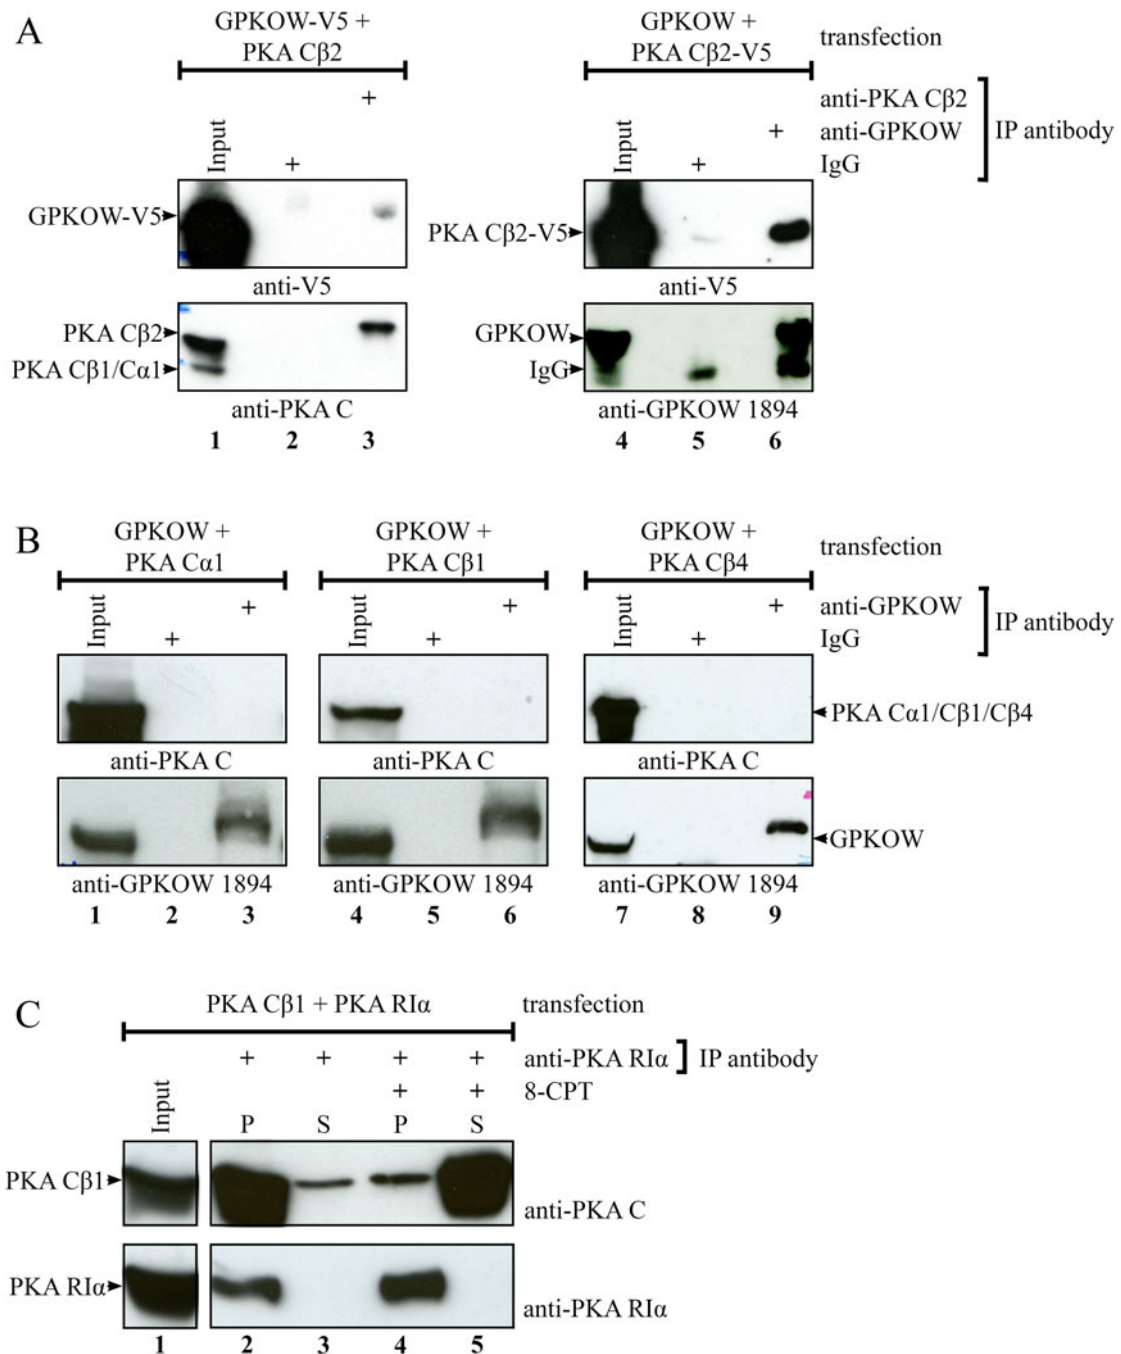 A
GPKOW-V5 +
PKA Cβ2
GPKOW +
PKA Cβ2-V5
transfection
+
anti-PKA Cβ2
Input
Input
+
anti-GPKOW
IP antibody
+
+
IgG
GPKOW-V5
PKA Cβ2-V5
anti-V5
anti-V5
PKA Cβ2
PKA Cβ1/Cα1
GPKOW
IgG
anti-PKA C
anti-GPKOW 1894
1 2 3
4 5 6
B
GPKOW +
PKA Cα1
GPKOW +
PKA Cβ1
GPKOW +
PKA Cβ4
transfection
Input
+
Input
+
Input
+
anti-GPKOW
IP antibody
+
+
+
IgG
PKA Cα1/Cβ1/Cβ4
anti-PKA C
anti-PKA C
anti-PKA C
GPKOW
anti-GPKOW 1894
anti-GPKOW 1894
anti-GPKOW 1894
1 2 3
4 5 6
7 8 9
C
PKA Cβ1 + PKA RIα
transfection
+ + + +
anti-PKA RIα
IP antibody
+ +
8-CPT
Input
P S P S
PKA Cβ1
anti-PKA C
PKA RIα
anti-PKA RIα
1 2 3 4 5